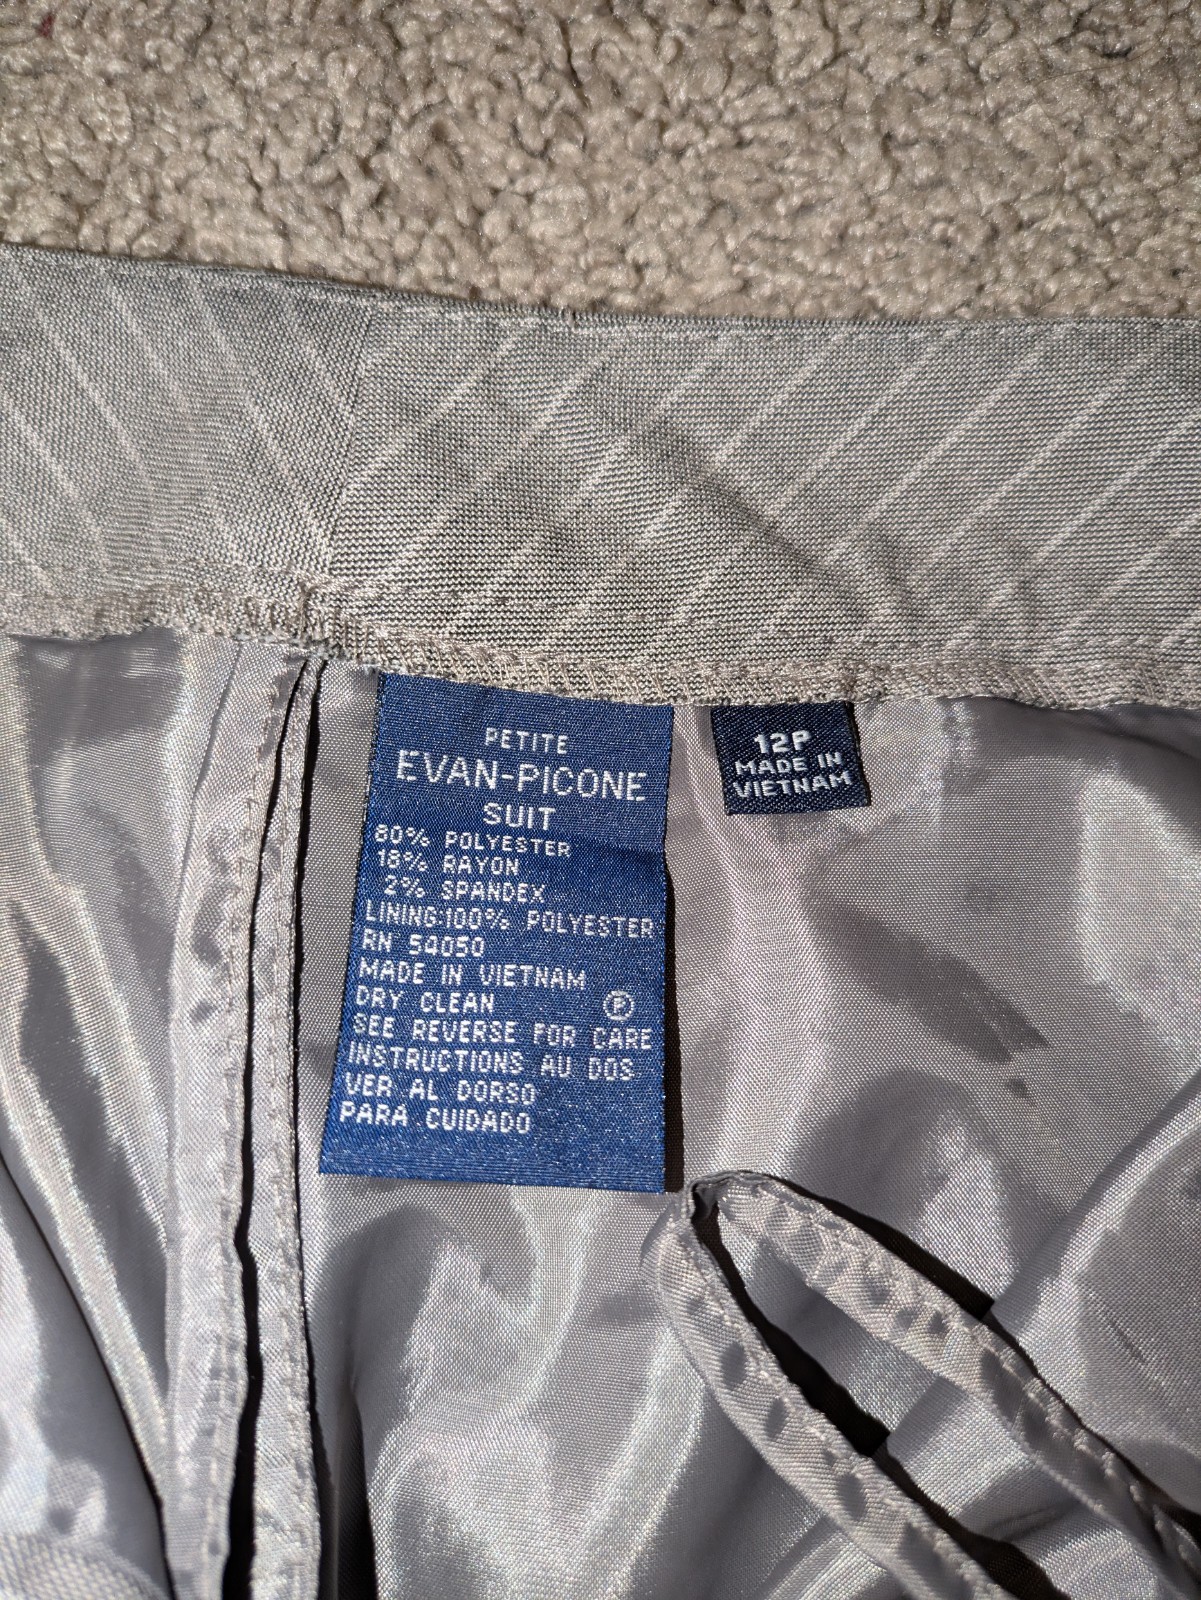 PETITE
EVAN-PICONE
SUIT
80% POLYESTER
18% RAYON
2% SPANDEX
LINING:100% POLYESTER
RN 54050
MADE IN VIETNAM
DRY CLEAN Ⓟ
SEE REVERSE FOR CARE
INSTRUCTIONS AU DOS
VER AL DORSO
PARA CUIDADO
12P
MADE IN
VIETNAM